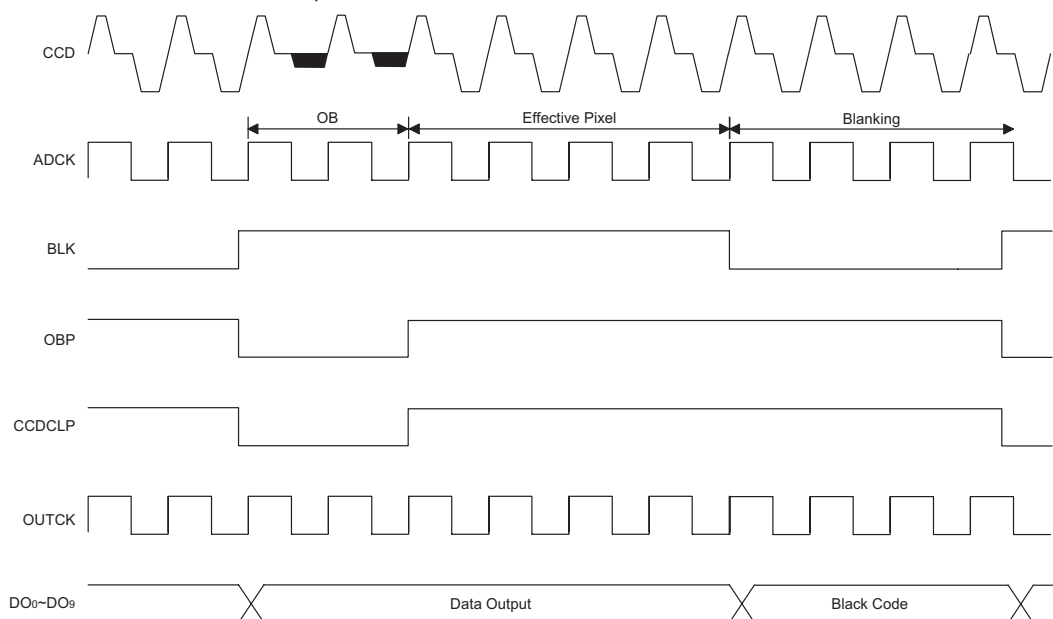 CCD
OB
Effective Pixel
Blanking
ADCK
BLK
OBP
CCDCLP
OUTCK
DO0~DO9
Data Output
Black Code